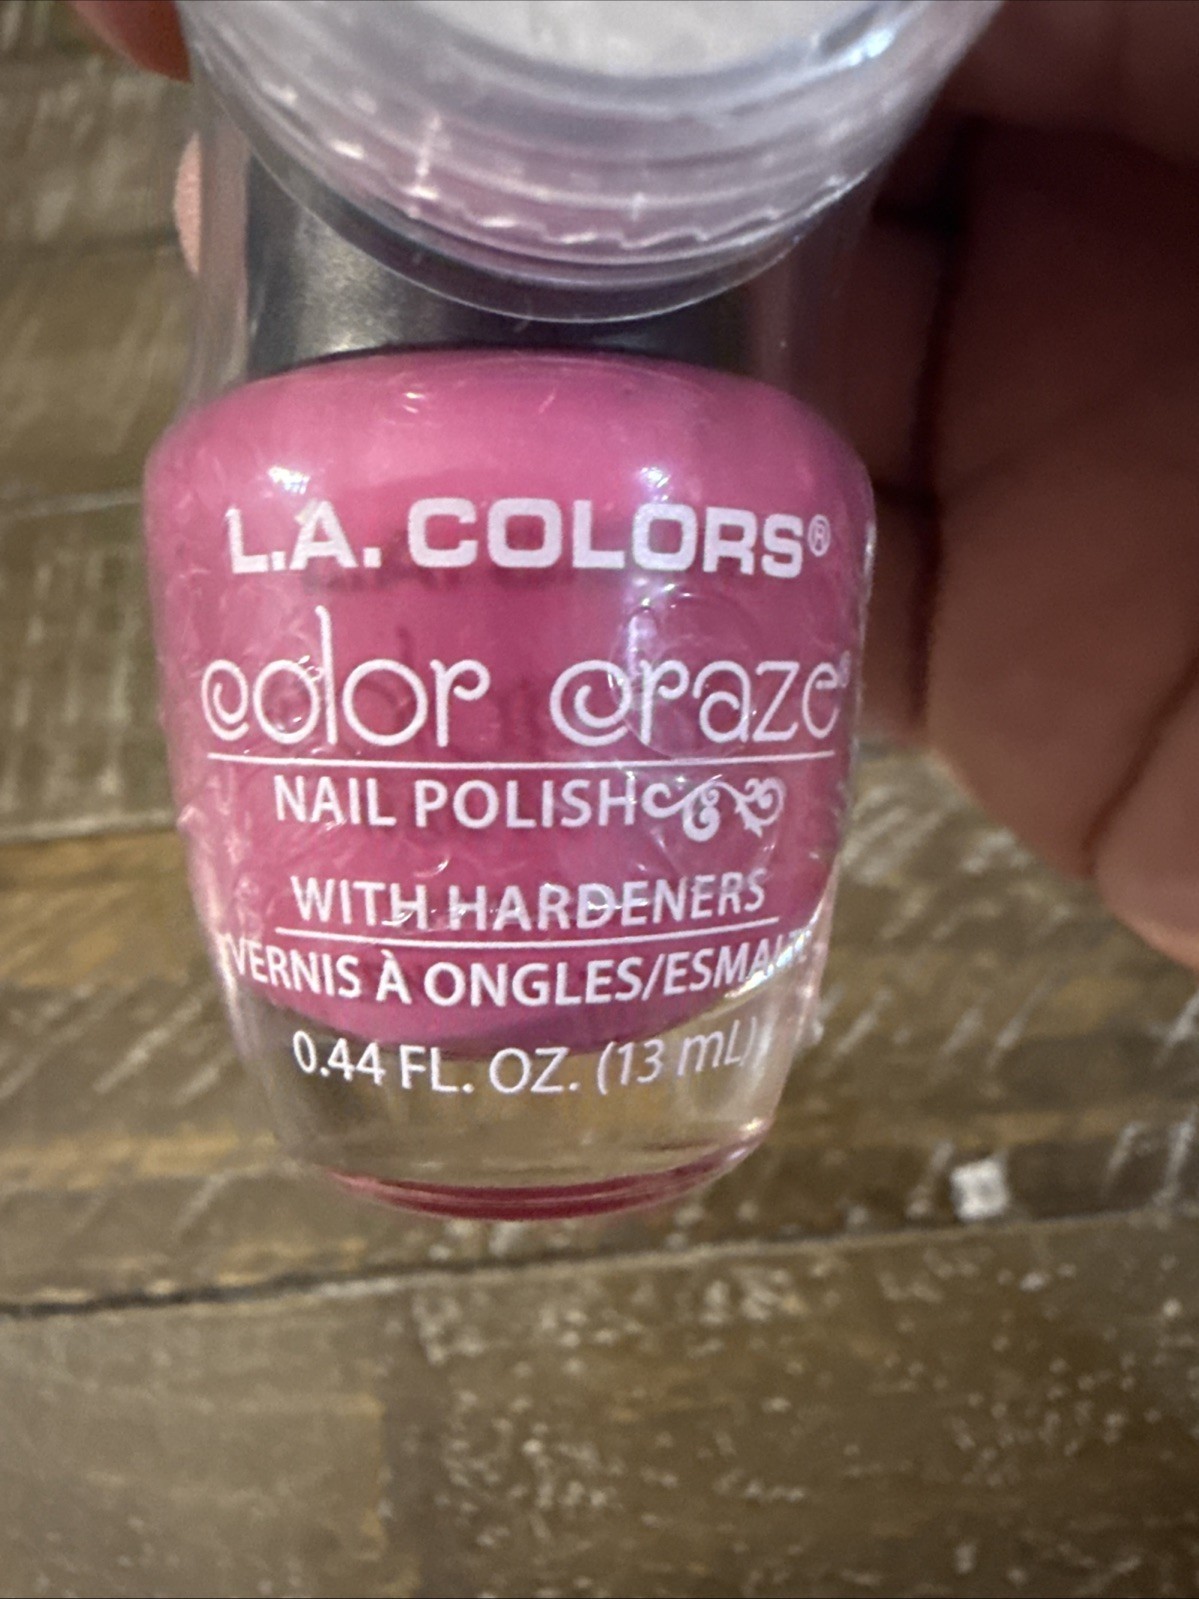 L.A. COLORS®
color craze®
NAIL POLISH
WITH HARDENERS
VERNIS À ONGLES/ESMALTE
0.44 FL. OZ. (13 mL)